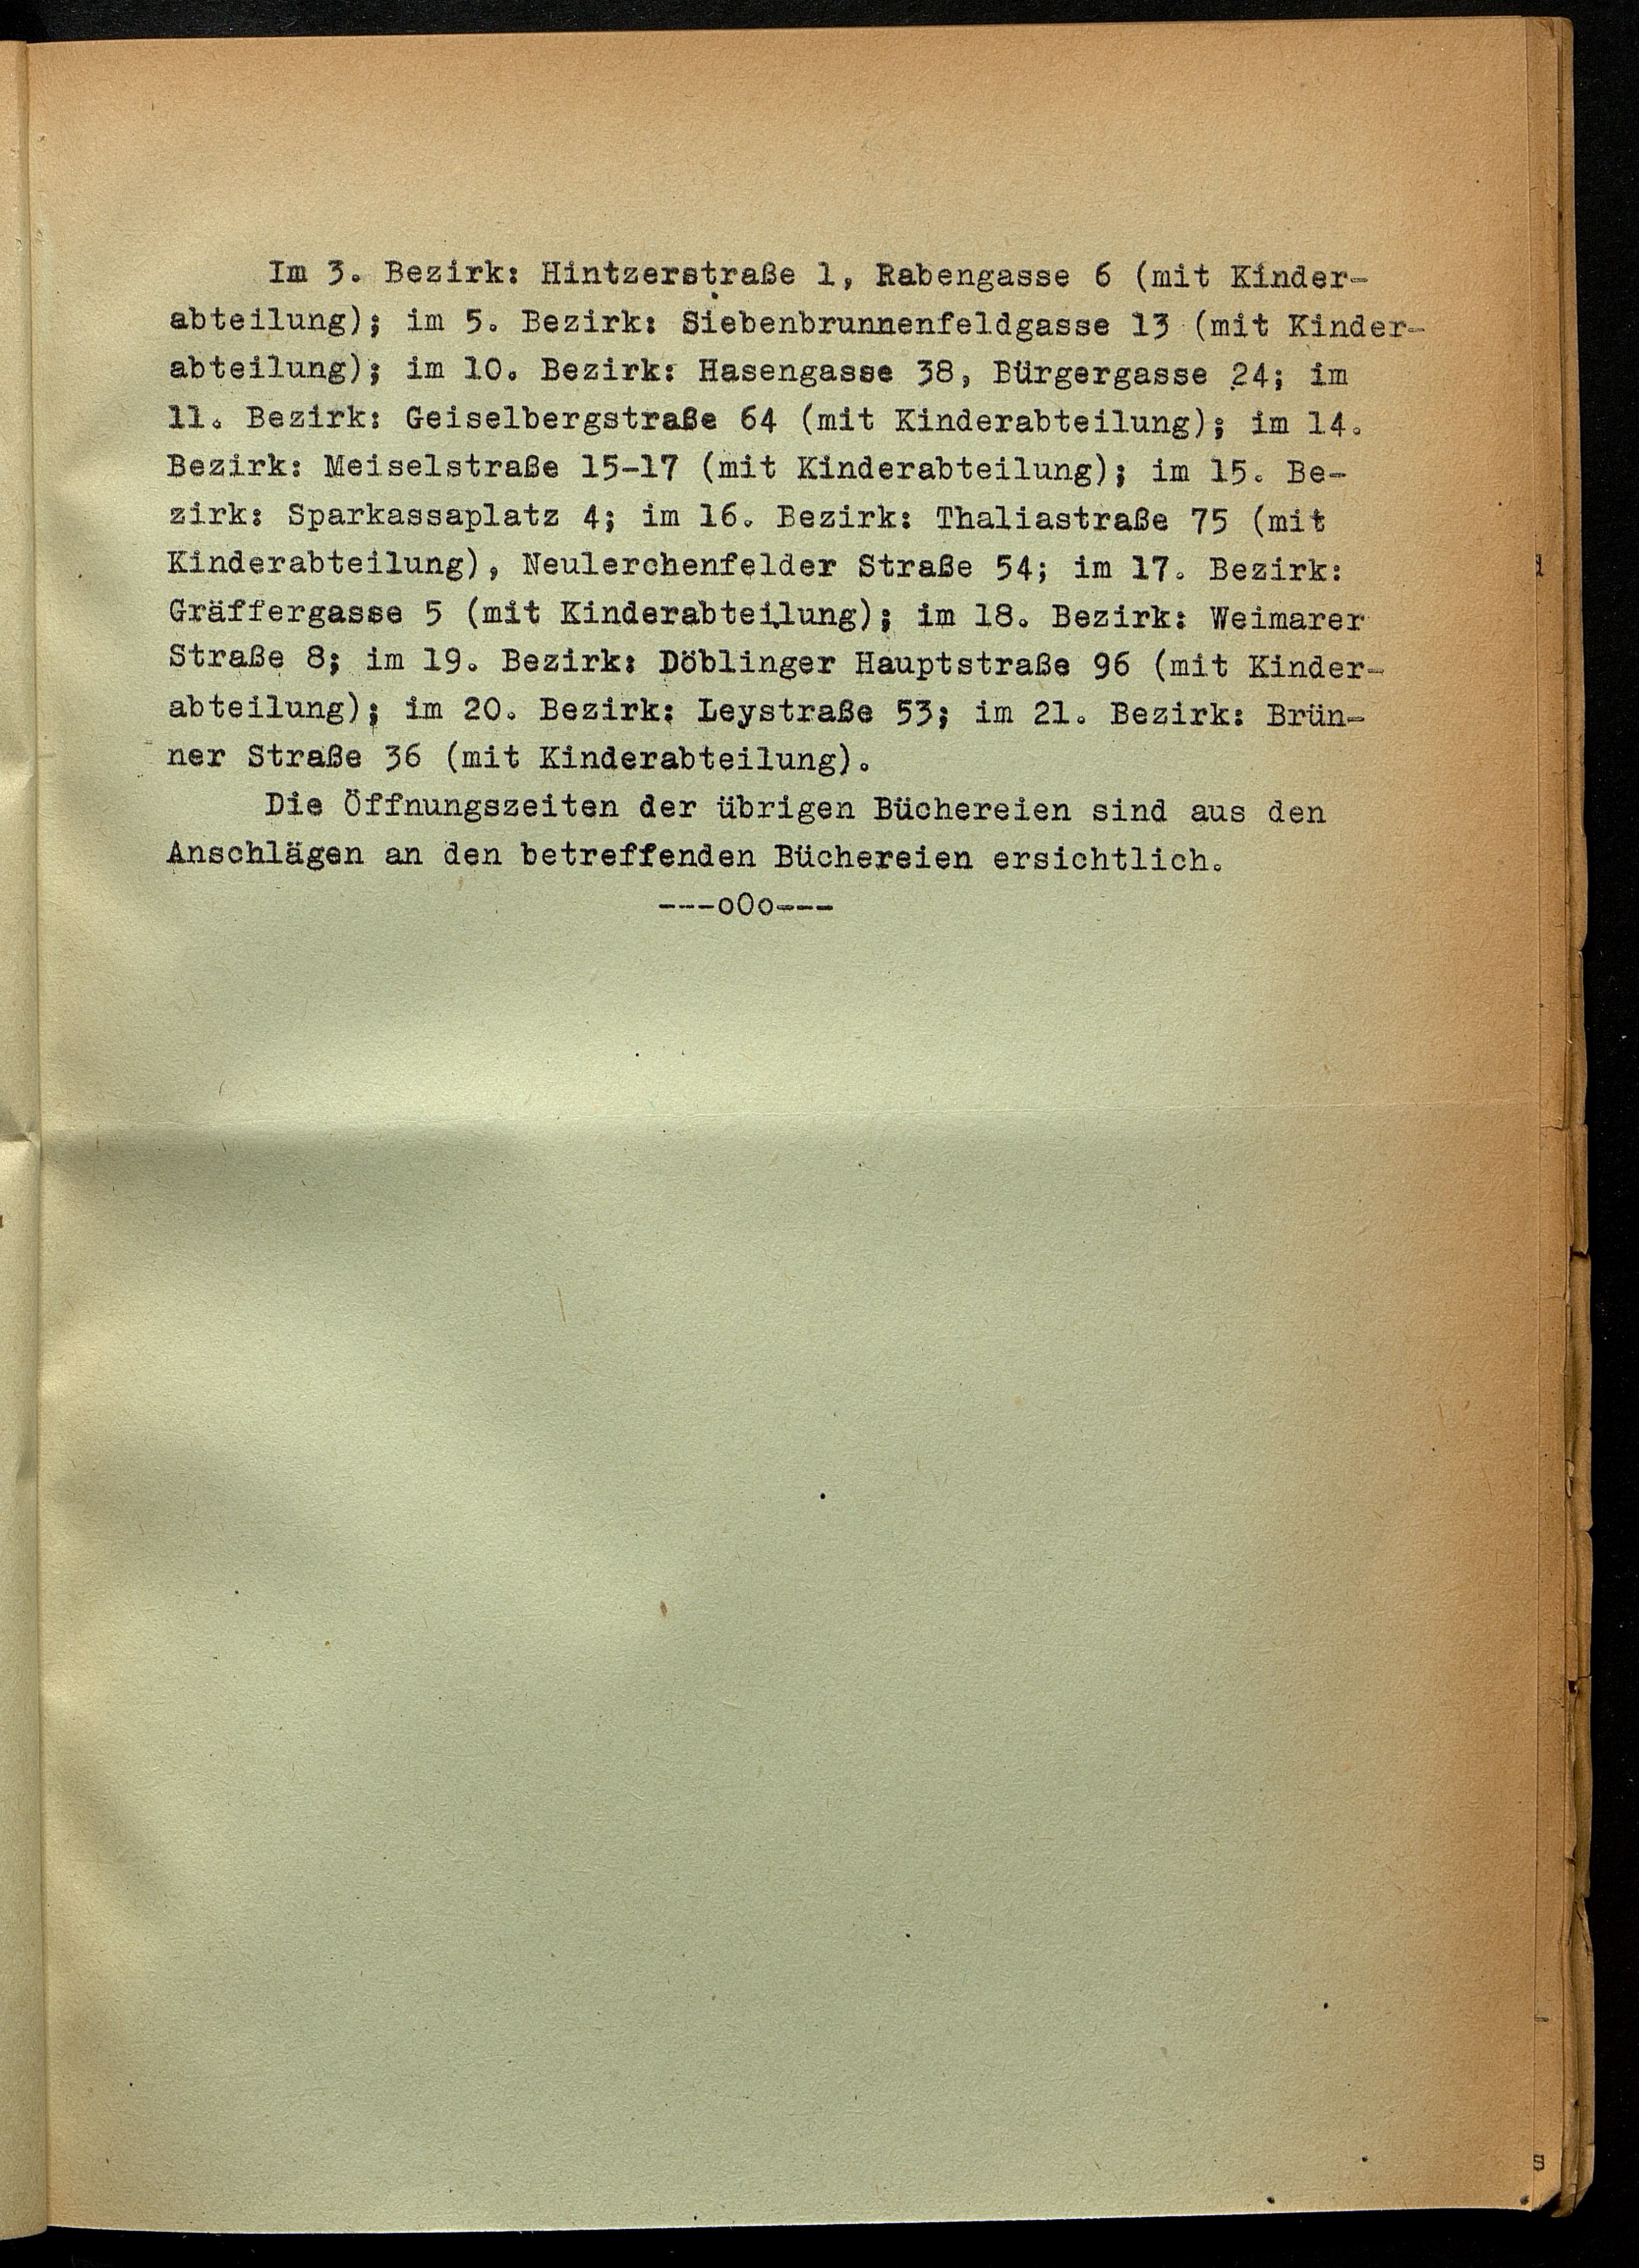 Im 3. Bezirk: Hintzerstraße 1, Rabengasse 6 (mit Kinder-
abteilung); im 5. Bezirk: Siebenbrunnenfeldgasse 13 (mit Kinder-
abteilung); im 10. Bezirk: Hasengasse 38, Bürgergasse 24; im
11. Bezirk: Geiselbergstraße 64 (mit Kinderabteilung); im 14.
Bezirk: Meiselstraße 15-17 (mit Kinderabteilung); im 15. Be-
zirk: Sparkassaplatz 4; im 16. Bezirk: Thaliastraße 75 (mit
Kinderabteilung), Neulerchenfelder Straße 54; im 17. Bezirk:
Gräffergasse 5 (mit Kinderabteilung); im 18. Bezirk: Weimarer
Straße 8; im 19. Bezirk: Döblinger Hauptstraße 96 (mit Kinder-
abteilung); im 20. Bezirk: Leystraße 53; im 21. Bezirk: Brün-
ner Straße 36 (mit Kinderabteilung).
Die Öffnungszeiten der übrigen Büchereien sind aus den
Anschlägen an den betreffenden Büchereien ersichtlich.
---oOo---